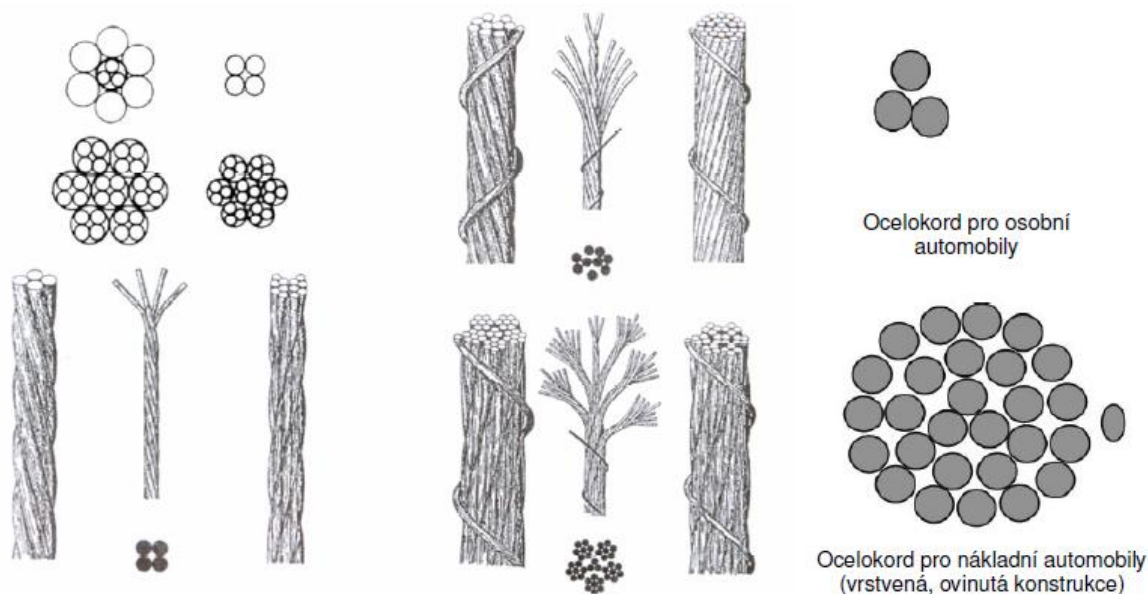 Ocelokord pro osobní
automobily
Ocelokord pro nákladní automobily
(vrstvená, ovinutá konstrukce)